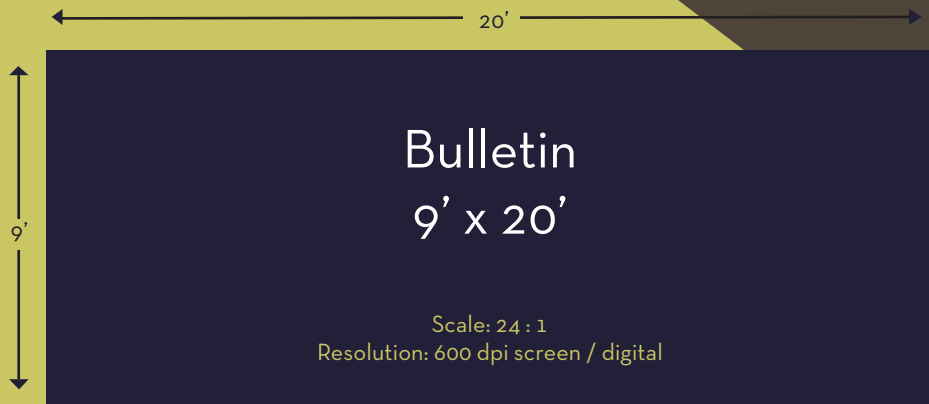 20’
Bulletin
9’ x 20’
9’
Scale: 24 : 1
Resolution: 600 dpi screen / digital